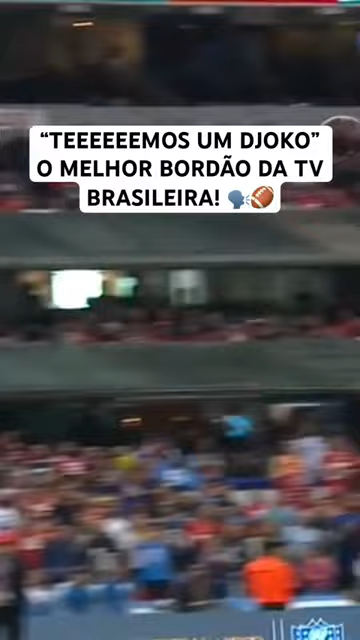 “TEEEEEEMOS UM DJOKO”
O MELHOR BORDÃO DA TV
BRASILEIRA! 🗣️🏈